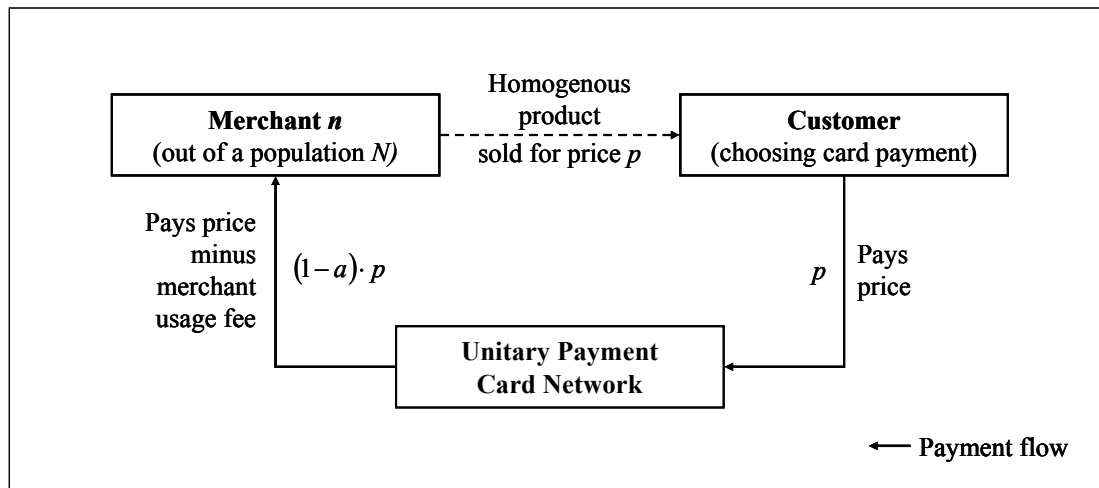 Homogenous
product
sold for price p
Merchant n
(out of a population N)
Customer
(choosing card payment)
Pays price
minus
merchant
usage fee
(1 − a) · p
p
Pays
price
Unitary Payment
Card Network
Payment flow